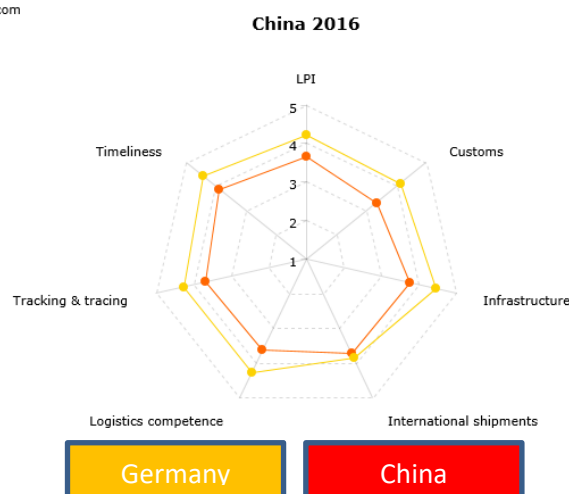 com
China 2016
LPI
5
Timeliness
Customs
4
3
2
1
Tracking & tracing
Infrastructure
Logistics competence
International shipments
Germany
China